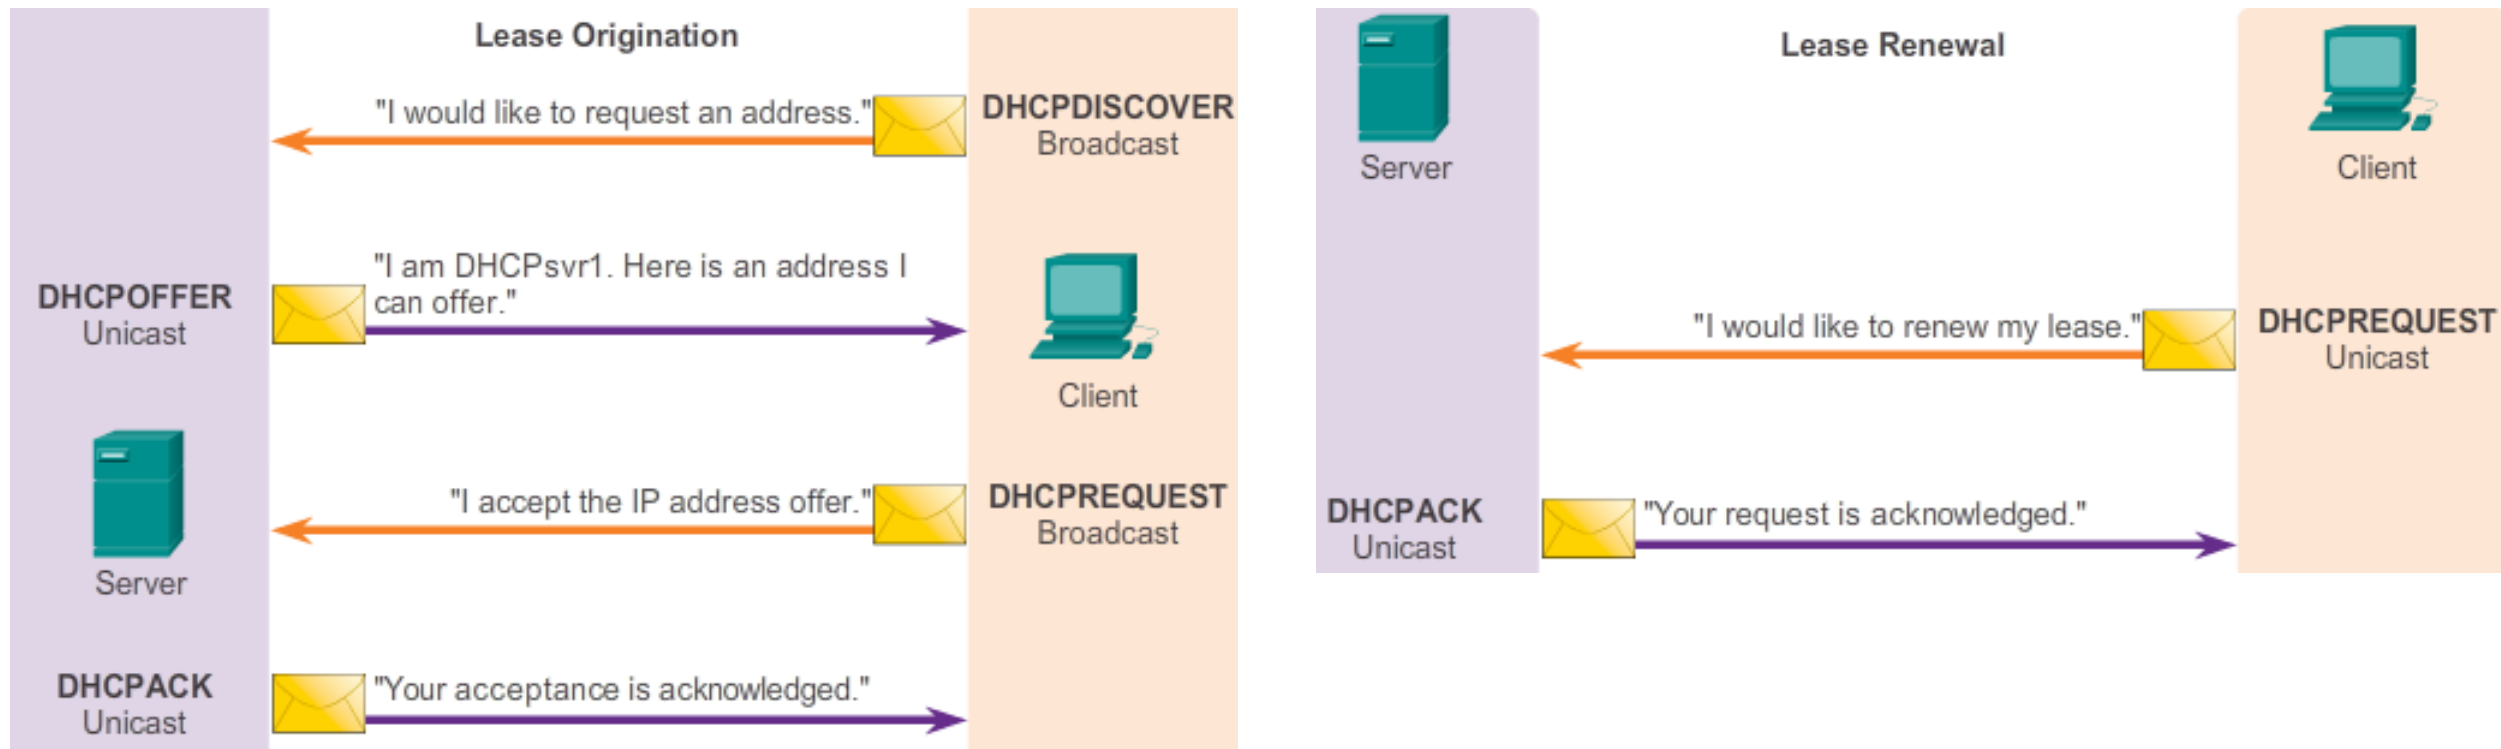 Lease Origination
"I would like to request an address."
DHCPDISCOVER
Broadcast
"I am DHCPsvr1. Here is an address I
can offer."
DHCPOFFER
Unicast
Client
"I accept the IP address offer."
DHCPREQUEST
Broadcast
Server
DHCPACK
Unicast
"Your acceptance is acknowledged."
Lease Renewal
Server
Client
"I would like to renew my lease."
DHCPREQUEST
Unicast
DHCPACK
Unicast
"Your request is acknowledged."